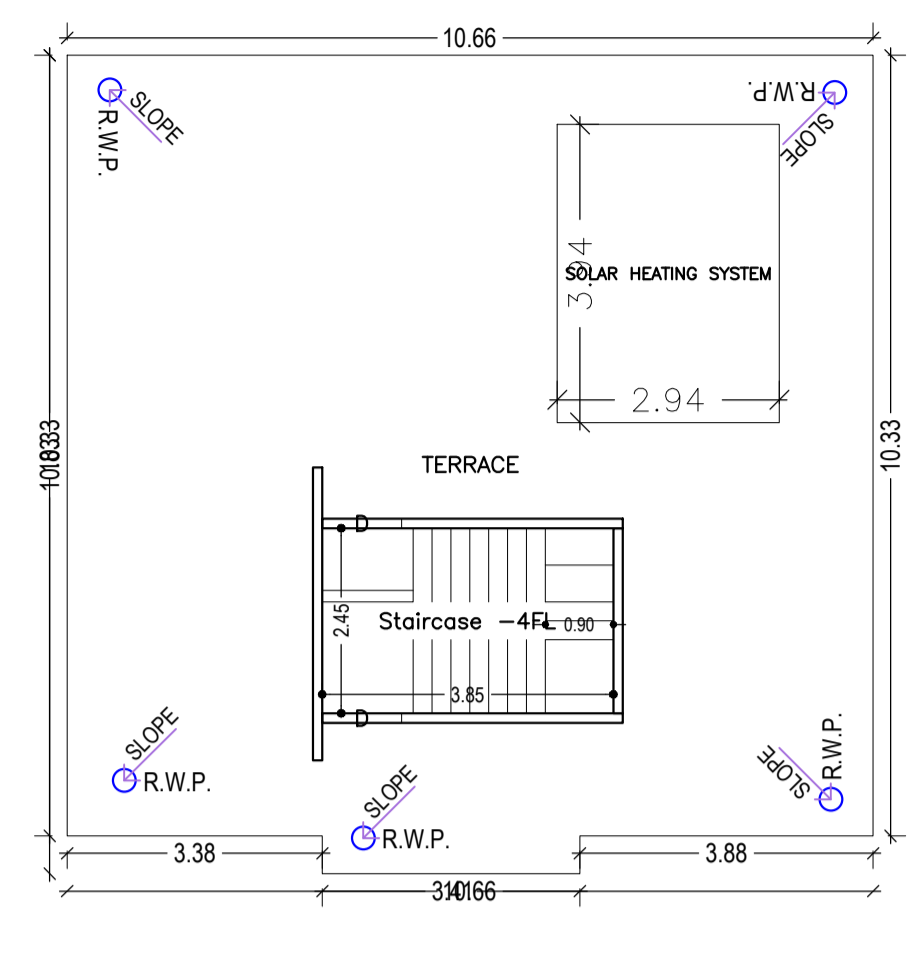 10.66
SLOPE
R.W.P.
R.W.P.
SLOPE
3.94
SOLAR HEATING SYSTEM
2.94
10.33
TERRACE
D
2.45
Staircase -4FL
0.90
3.85
D
SLOPE
R.W.P.
SLOPE
R.W.P.
SLOPE
R.W.P.
3.38
3.88